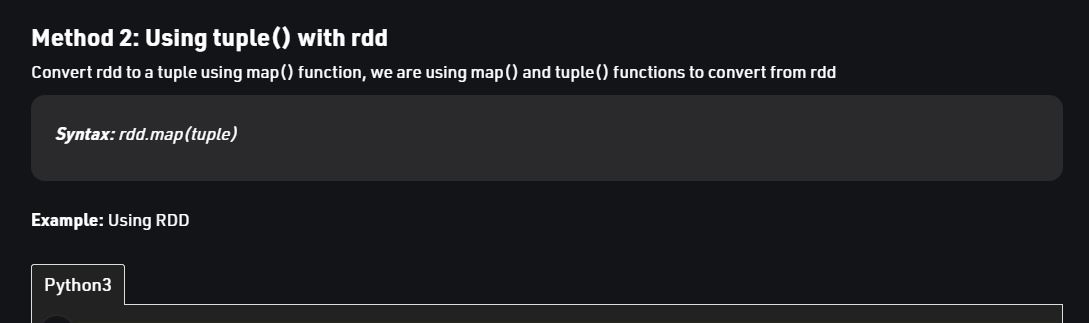 Method 2: Using tuple() with rdd
Convert rdd to a tuple using map() function, we are using map() and tuple() functions to convert from rdd
Syntax: rdd.map(tuple)
Example: Using RDD
Python3